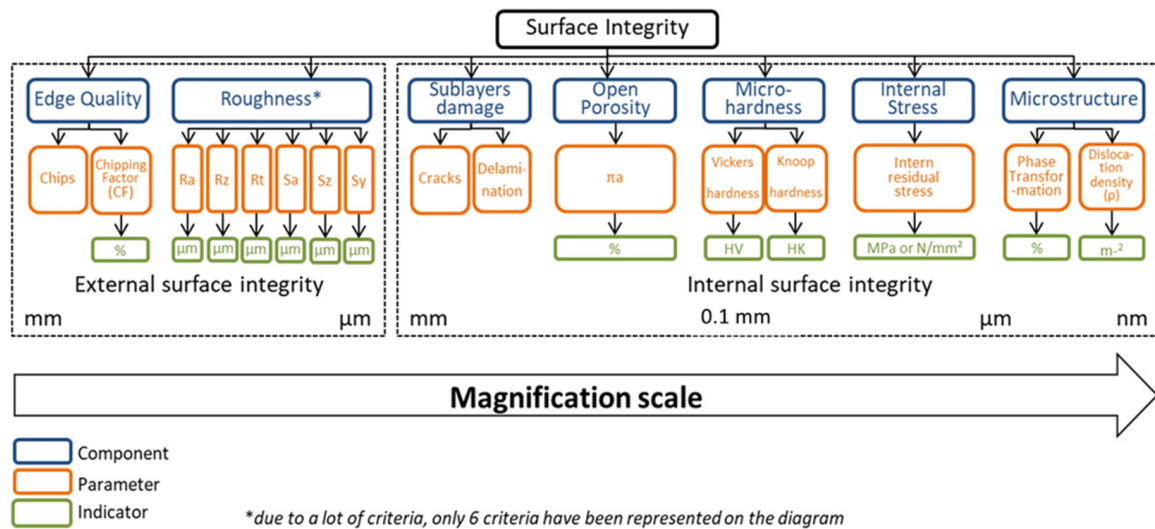 Surface Integrity
Edge Quality
Roughness*
Sublayers
damage
Open
Porosity
Micro-
hardness
Internal
Stress
Microstructure
Chips
Chipping
Factor
(CF)
Ra
Rz
Rt
Sa
Sz
Sy
Cracks
Delami-
nation
πa
Vickers
hardness
Knoop
hardness
Intern
residual
stress
Phase
Transfor
-mation
Disloca-
tion
density
(ρ)
%
μm
μm
μm
μm
μm
μm
%
HV
HK
MPa or N/mm²
%
m-²
External surface integrity
Internal surface integrity
mm
μm
mm
0.1 mm
μm
nm
Magnification scale
Component
Parameter
Indicator
*due to a lot of criteria, only 6 criteria have been represented on the diagram